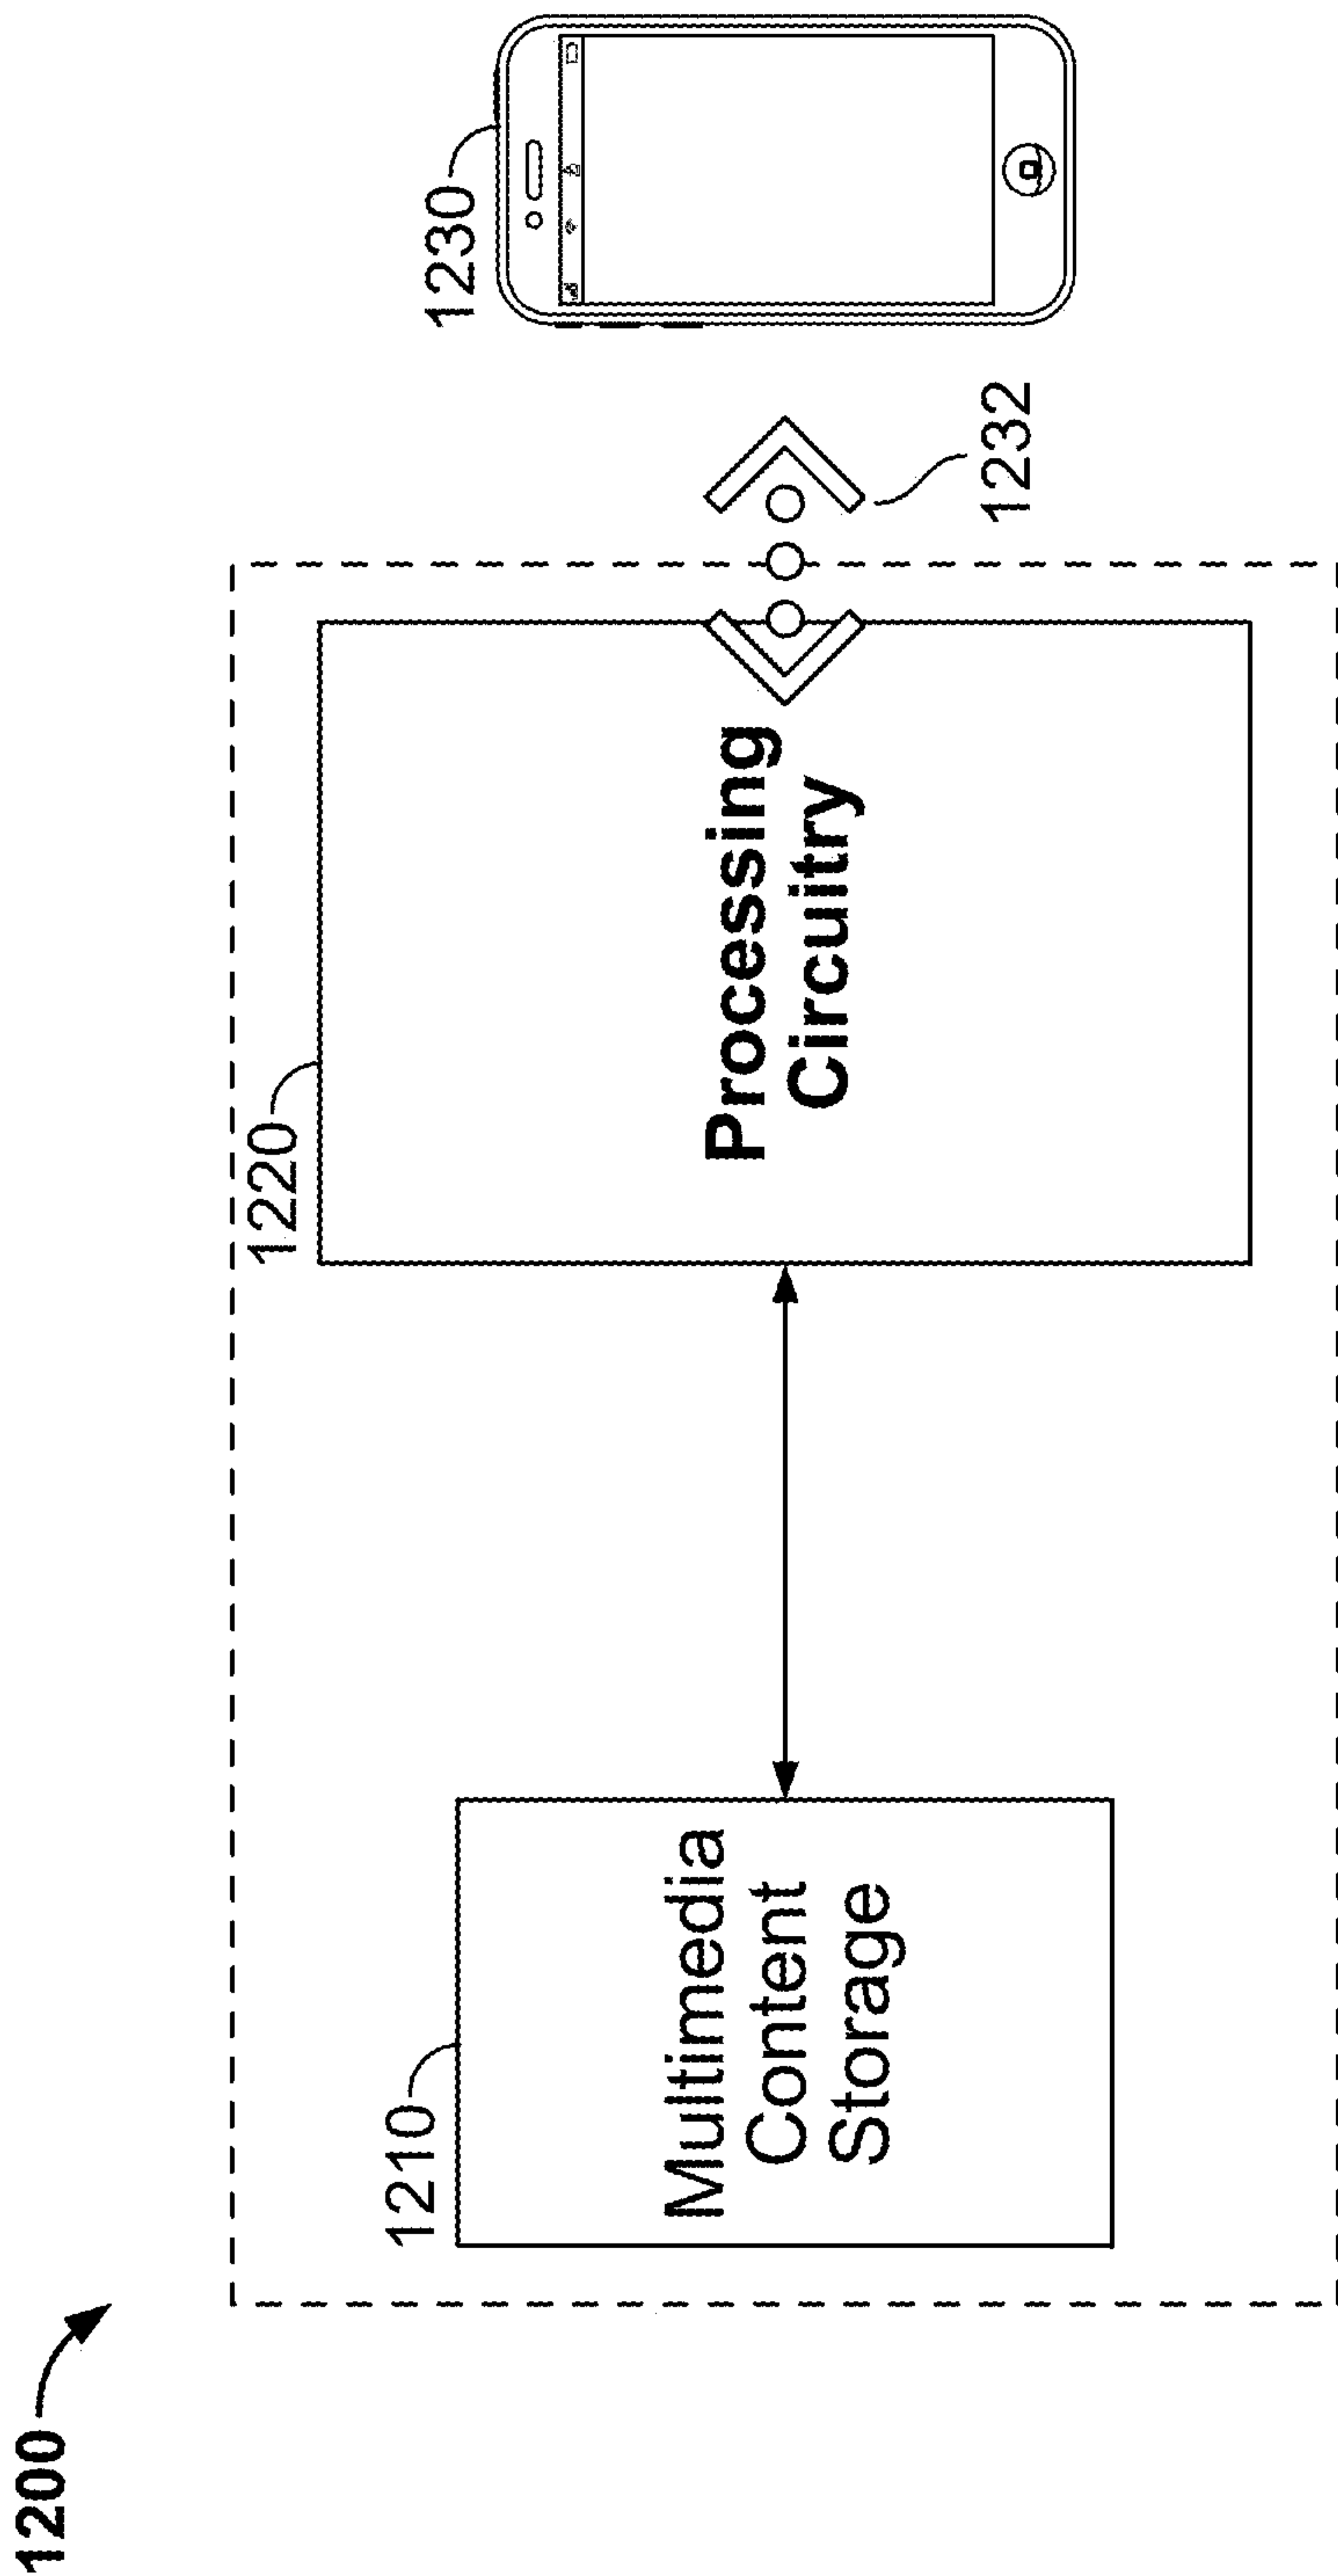 1200
1210
Multimedia
Content
Storage
1220
Processing
Circuitry
1230
1232